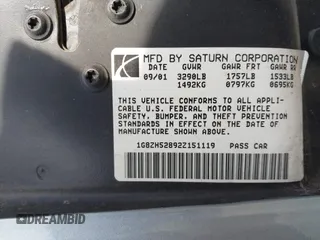 MFD BY SATURN CORPORATION
DATE GVWR GAWR FRT GAWR RR
09/01 3290LB 1757LB 1533LB
1492KG 0797KG 0695KG
THIS VEHICLE CONFORMS TO ALL APPLI-
CABLE U.S. FEDERAL MOTOR VEHICLE
SAFETY, BUMPER, AND THEFT PREVENTION
STANDARDS IN EFFECT ON THE DATE OF
MANUFACTURE SHOWN ABOVE.
1G8ZH52892Z151119 PASS CAR
© DRAMBID